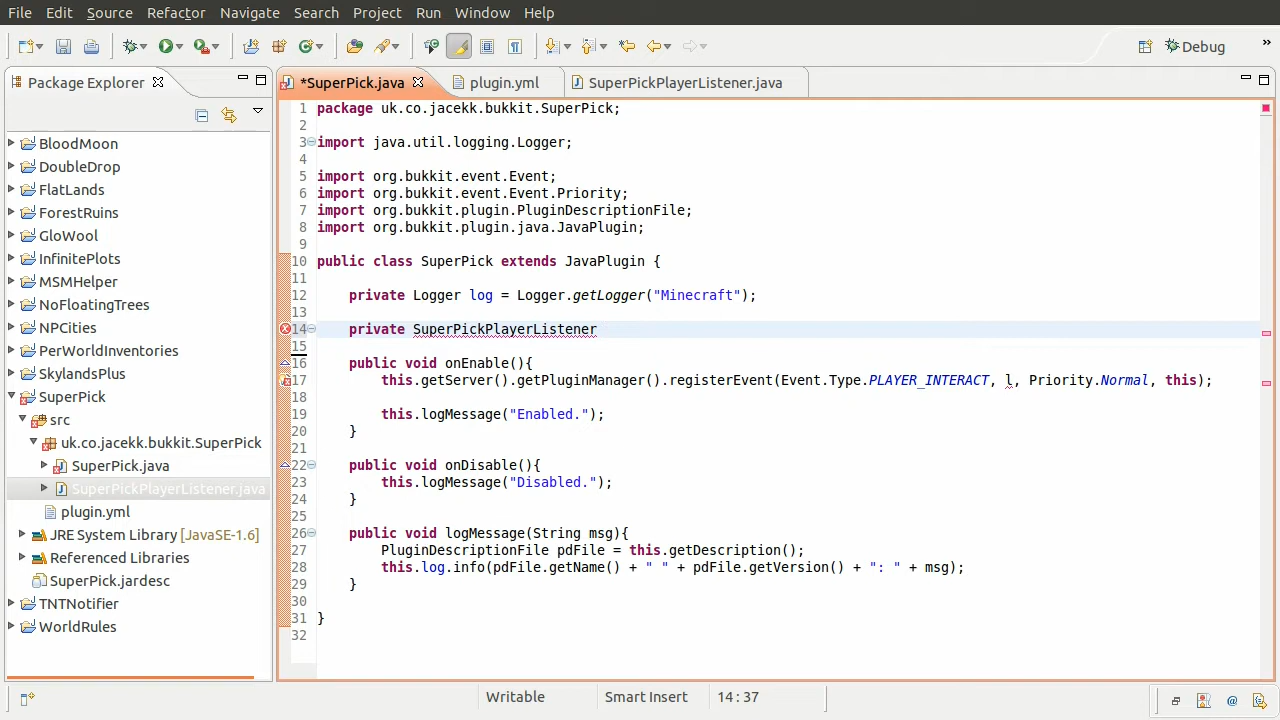 File Edit Source Refactor Navigate Search Project Run Window Help
Debug
Package Explorer
*SuperPick.java
plugin.yml
SuperPickPlayerListener.java
BloodMoon
DoubleDrop
FlatLands
ForestRuins
GloWool
InfinitePlots
MSMHelper
NoFloatingTrees
NPCities
PerWorldInventories
SkylandsPlus
SuperPick
src
uk.co.jacekk.bukkit.SuperPick
SuperPick.java
SuperPickPlayerListener.java
plugin.yml
JRE System Library [JavaSE-1.6]
Referenced Libraries
SuperPick.jardesc
TNTNotifier
WorldRules
1 package uk.co.jacekk.bukkit.SuperPick;
2
3 import java.util.logging.Logger;
4
5 import org.bukkit.event.Event;
6 import org.bukkit.event.Event.Priority;
7 import org.bukkit.plugin.PluginDescriptionFile;
8 import org.bukkit.plugin.java.JavaPlugin;
9
10 public class SuperPick extends JavaPlugin {
11
12 private Logger log = Logger.getLogger("Minecraft");
13
14 private SuperPickPlayerListener
15
16 public void onEnable(){
17 this.getServer().getPluginManager().registerEvent(Event.Type.PLAYER_INTERACT, l, Priority.Normal, this);
18
19 this.logMessage("Enabled.");
20 }
21
22 public void onDisable(){
23 this.logMessage("Disabled.");
24 }
25
26 public void logMessage(String msg){
27 PluginDescriptionFile pdFile = this.getDescription();
28 this.log.info(pdFile.getName() + " " + pdFile.getVersion() + ": " + msg);
29 }
30
31 }
32
Writable
Smart Insert
14 : 37